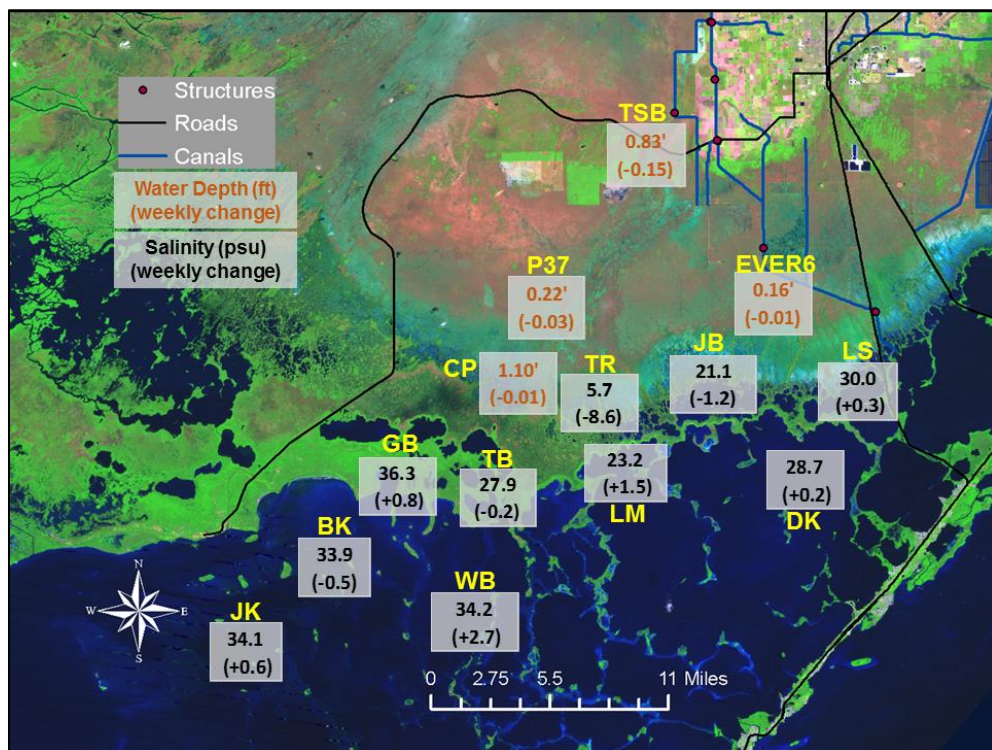 Structures
Roads
Canals
Water Depth (ft)
(weekly change)
Salinity (psu)
(weekly change)
TSB
0.83'
(-0.15)
P37
0.22'
(-0.03)
EVER6
0.16'
(-0.01)
CP
1.10'
(-0.01)
TR
5.7
(-8.6)
JB
21.1
(-1.2)
LS
30.0
(+0.3)
GB
36.3
(+0.8)
TB
27.9
(-0.2)
23.2
(+1.5)
LM
28.7
(+0.2)
DK
BK
33.9
(-0.5)
WB
34.2
(+2.7)
JK
34.1
(+0.6)
N
W E
S
0 2.75 5.5 11 Miles